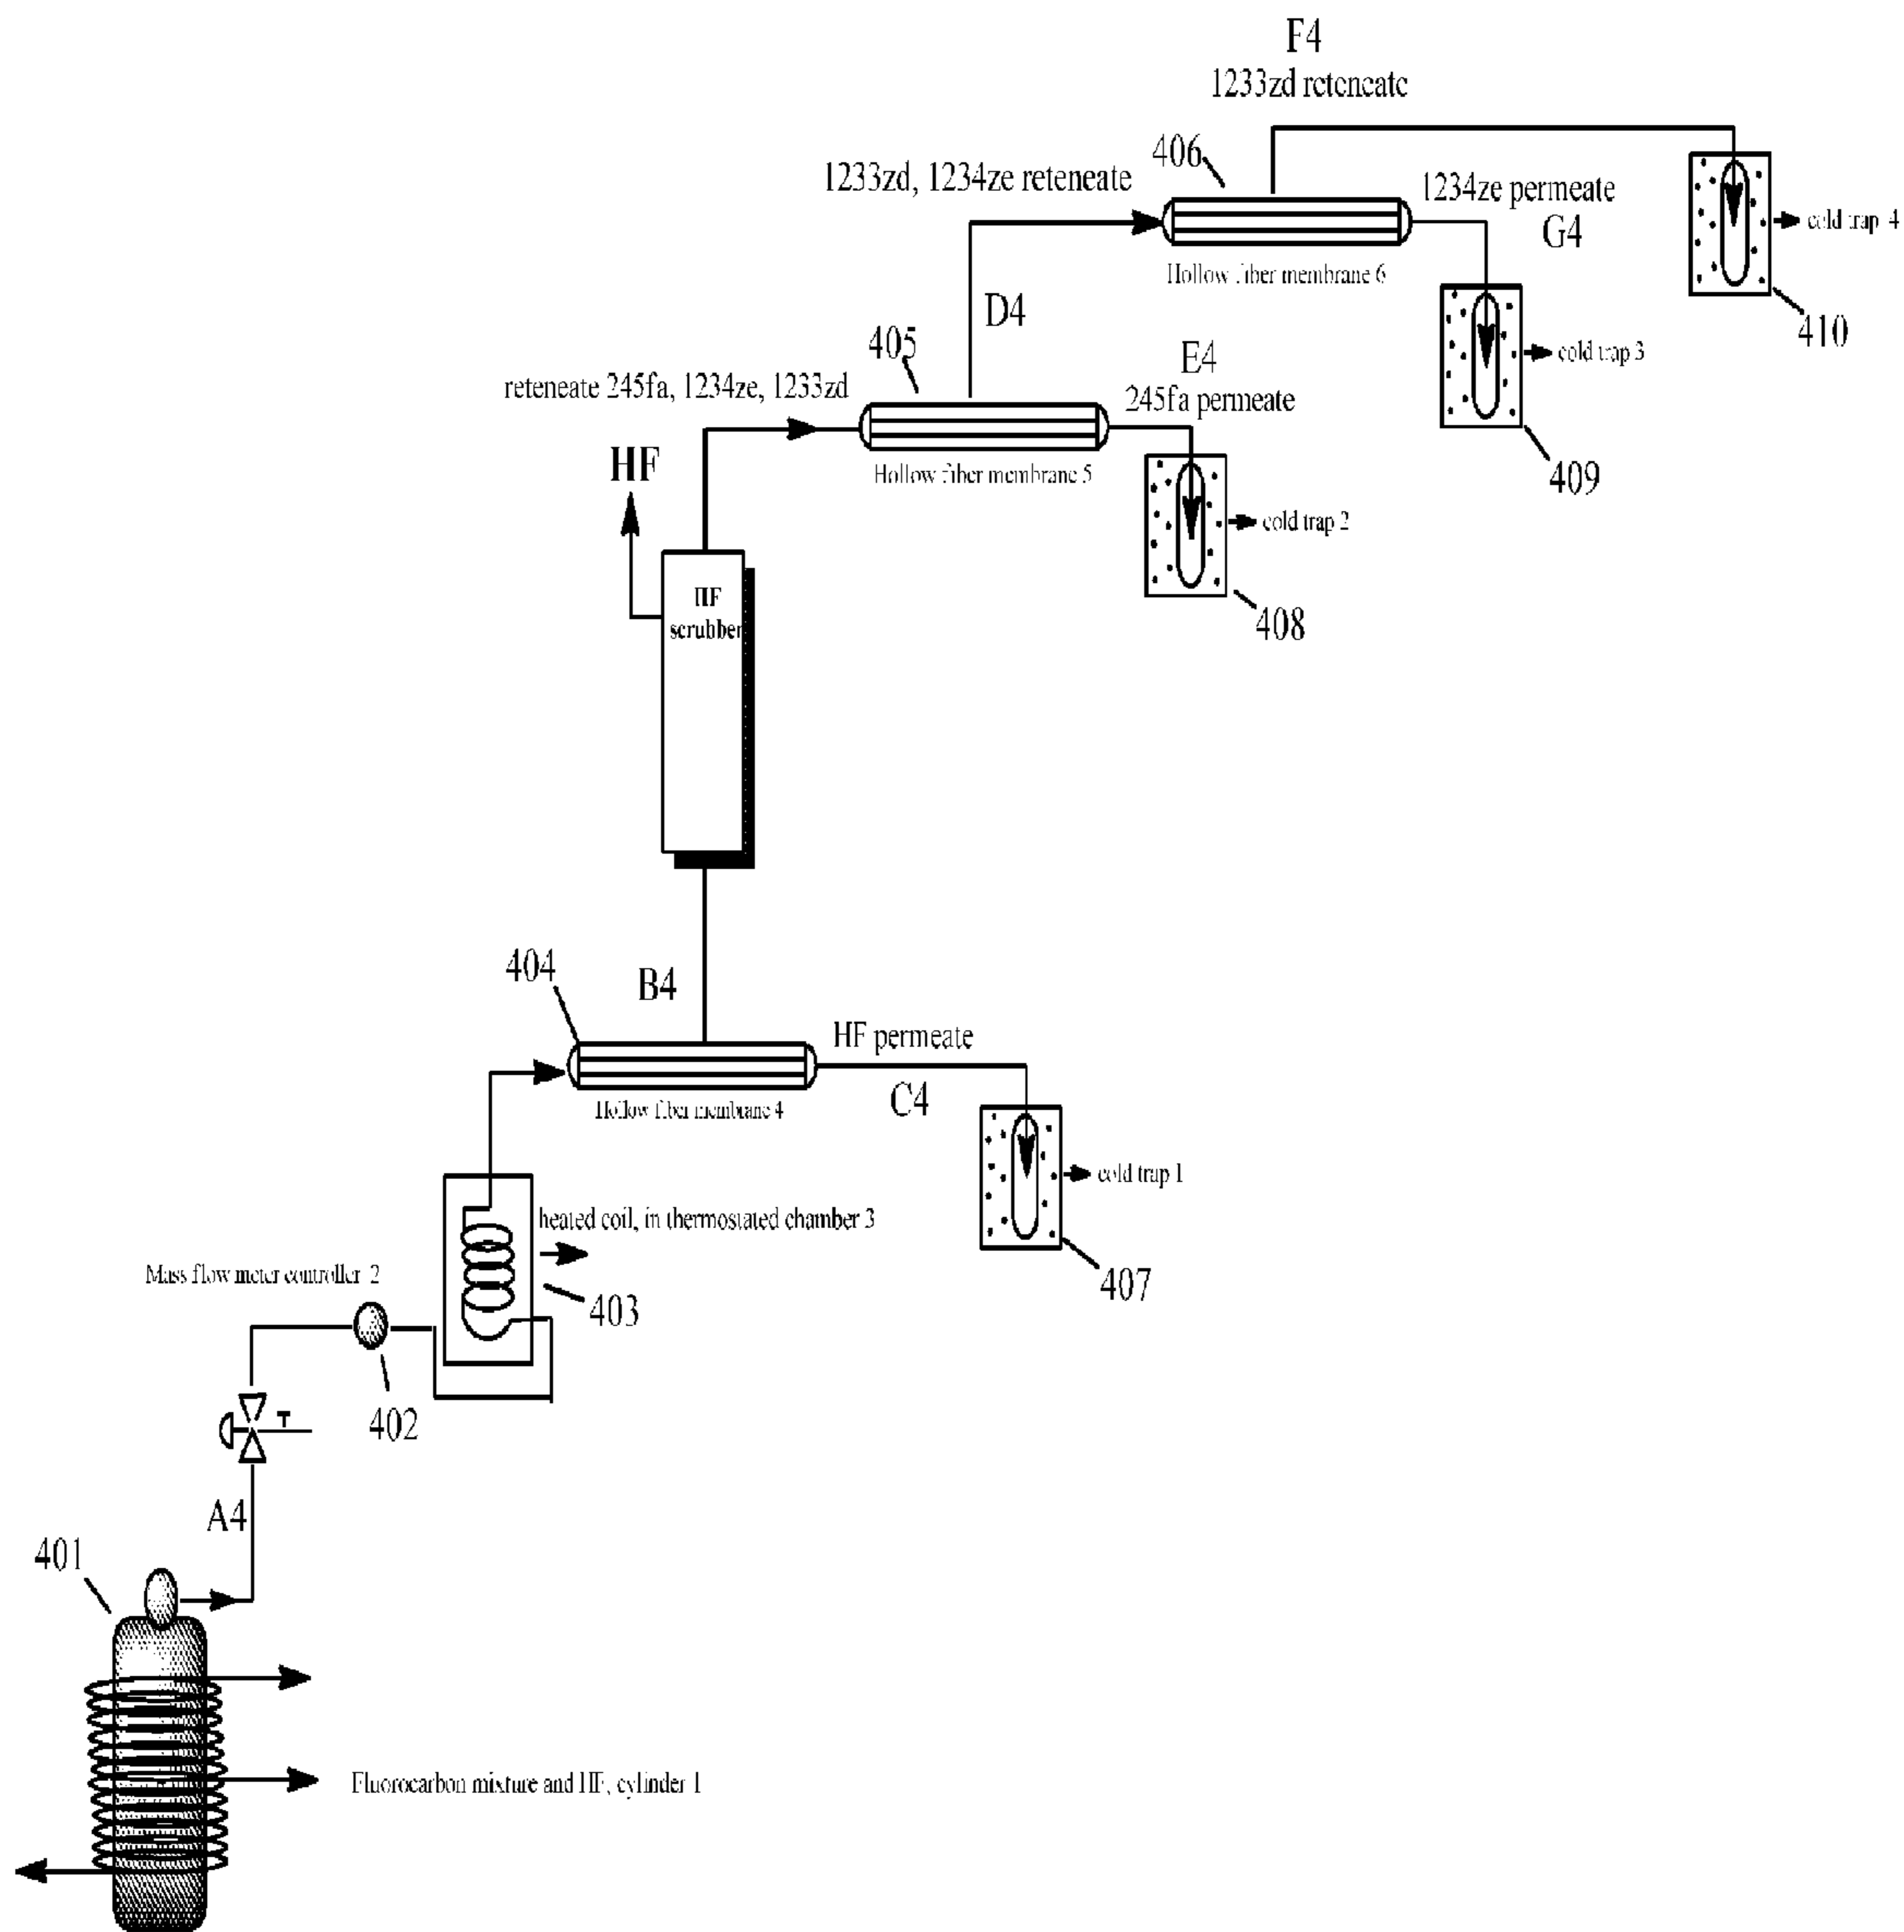 F4
1233zd reteneate
406
1233zd, 1234ze reteneate
1234ze permeate
G4
cold trap 4
Hollow fiber membrane 6
410
D4
405
cold trap 3
E4
reteneate 245fa, 1234ze, 1233zd
245fa permeate
409
HF
Hollow fiber membrane 5
cold trap 2
HF
scrubber
408
404
B4
HF permeate
C4
Hollow fiber membrane 4
cold trap 1
heated coil, in thermostated chamber 3
Mass flow meter controller 2
407
403
T
402
A4
401
Fluorocarbon mixture and HF, cylinder 1